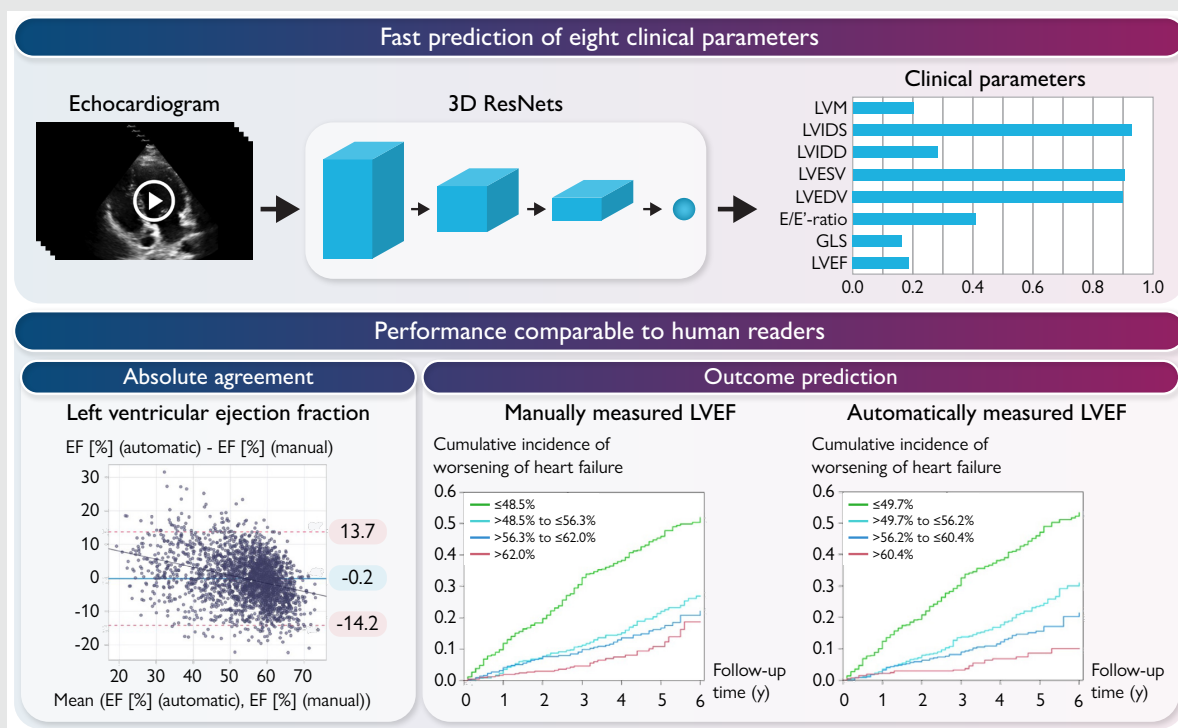 Fast prediction of eight clinical parameters
Echocardiogram
3D ResNets
Clinical parameters
LVM
LVIDS
LVIDD
LVESV
LVEDV
E/E'-ratio
GLS
LVEF
0.0 0.2 0.4 0.6 0.8 1.0
Performance comparable to human readers
Absolute agreement
Left ventricular ejection fraction
EF [%] (automatic) - EF [%] (manual)
30
20
10
0
-10
-20
13.7
-0.2
-14.2
20 30 40 50 60 70
Mean (EF [%] (automatic), EF [%] (manual))
Outcome prediction
Manually measured LVEF
Cumulative incidence of
worsening of heart failure
0.6
0.5
0.4
0.3
0.2
0.1
0.0
≤48.5%
>48.5% to ≤56.3%
>56.3% to ≤62.0%
>62.0%
0 1 2 3 4 5 6
Follow-up
time (y)
Automatically measured LVEF
Cumulative incidence of
worsening of heart failure
0.6
0.5
0.4
0.3
0.2
0.1
0.0
≤49.7%
>49.7% to ≤56.2%
>56.2% to ≤60.4%
>60.4%
0 1 2 3 4 5 6
Follow-up
time (y)